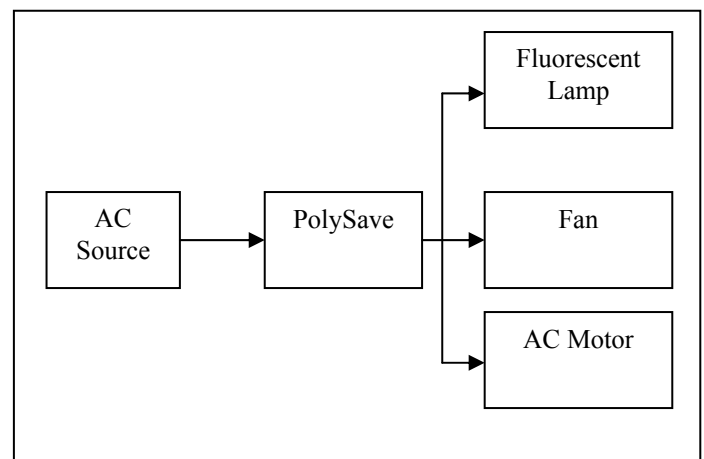 Fluorescent
Lamp
AC
Source
PolySave
Fan
AC Motor